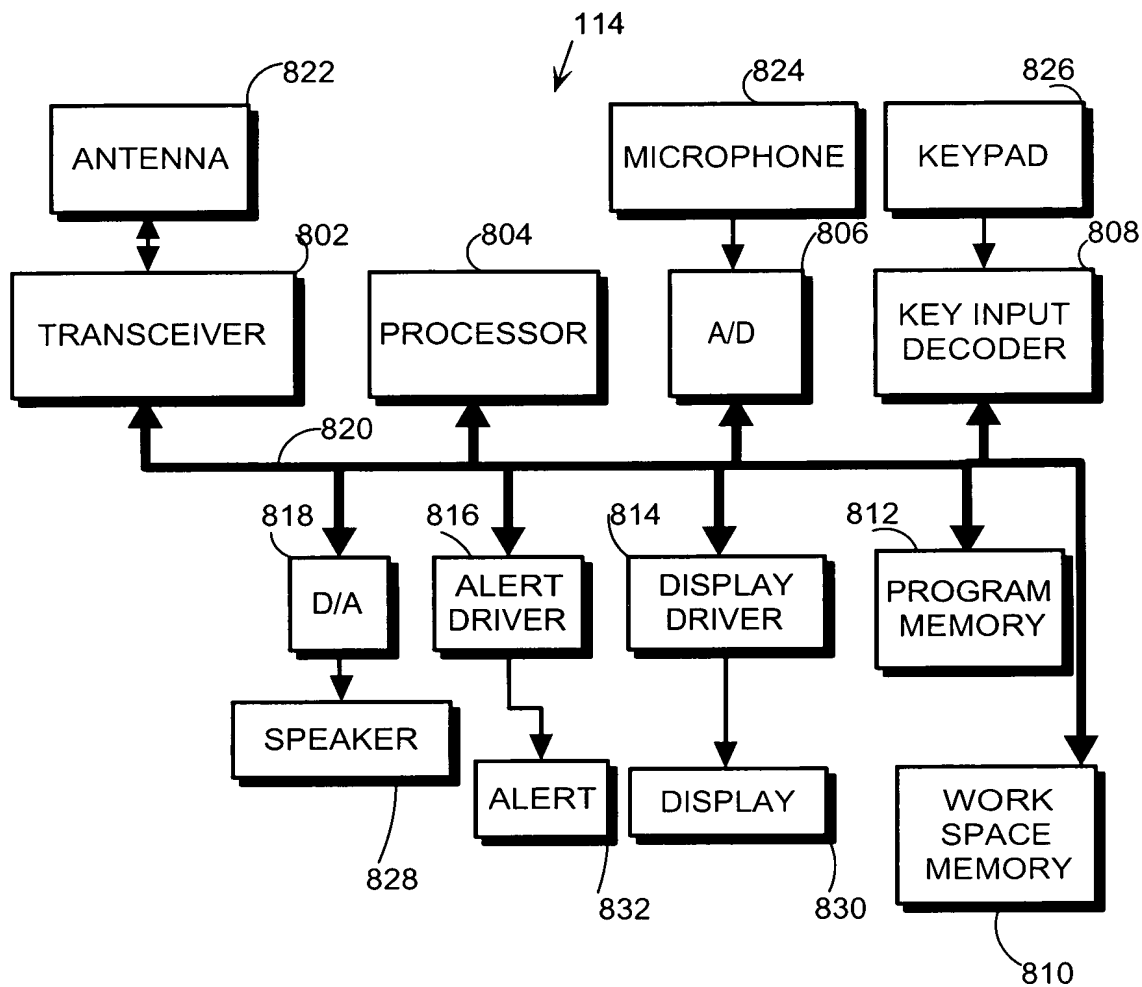 114
822
824
826
ANTENNA
MICROPHONE
KEYPAD
802
804
806
808
TRANSCEIVER
PROCESSOR
A/D
KEY INPUT
DECODER
820
818
816
814
812
D/A
ALERT
DRIVER
DISPLAY
DRIVER
PROGRAM
MEMORY
SPEAKER
ALERT
DISPLAY
WORK
SPACE
MEMORY
828
832
830
810